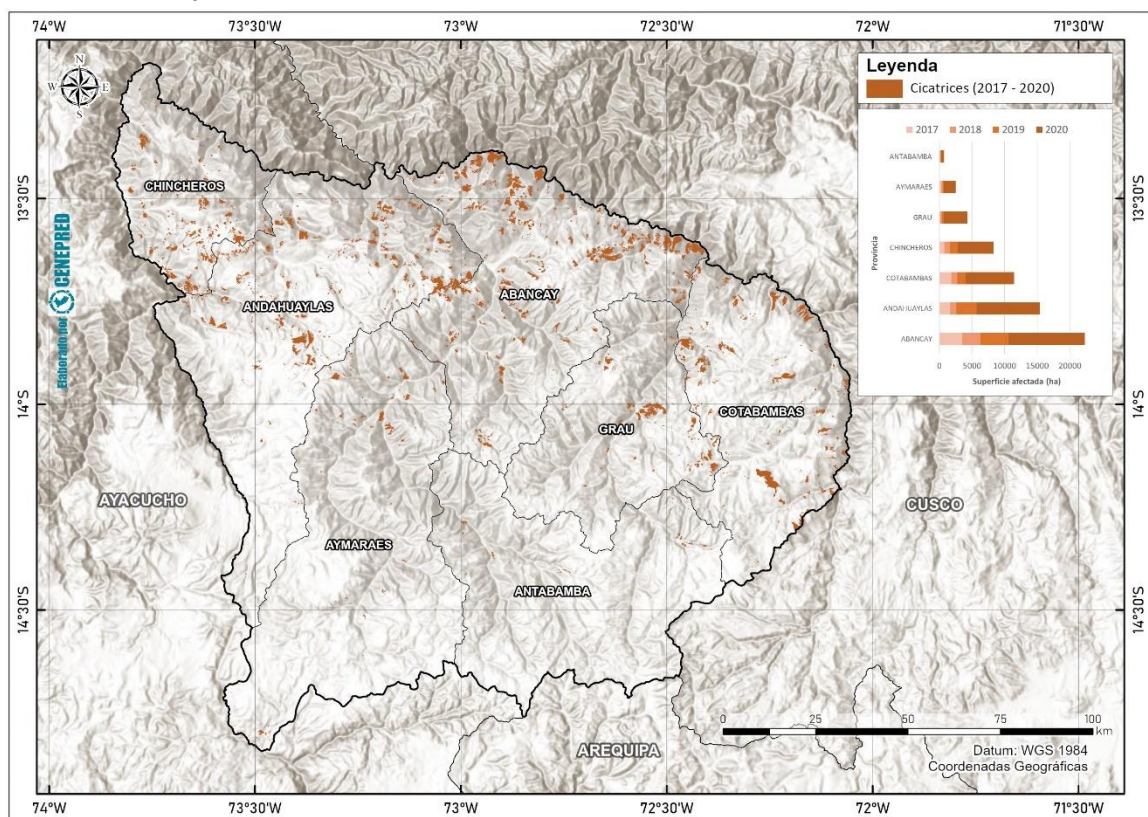 74°W 73°30'W 73°W 72°30'W 72°W 71°30'W
N
W E
S
Leyenda
Cicatrices (2017 - 2020)
2017 2018 2019 2020
ANTABAMBA
AYMARAES
GRAU
CHINCHEROS
COTABAMBAS
ANDAHUAYLAS
ABANCAY
Provincia
0 5000 10000 15000 20000
Superficie afectada (ha)
13°30'S 13°30'S
CHINCHEROS
Elaborado por CENEPRED
ANDAHUAYLAS
ABANCAY
14°S 14°S
COTABAMBAS
GRAU
AYACUCHO
CUSCO
AYMARAES
ANTABAMBA
14°30'S 14°30'S
0 25 50 75 100
km
AREQUIPA
Datum: WGS 1984
Coordenadas Geográficas
74°W 73°30'W 73°W 72°30'W 72°W 71°30'W